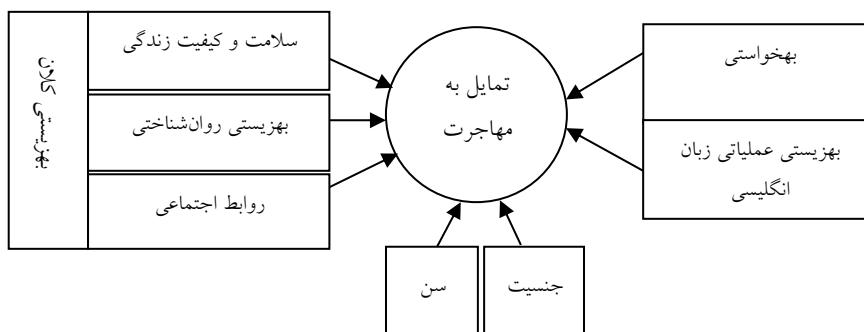 بهخواستی
بهزیستی عملیاتی زبان
انگلیسی
تمایل به
مهاجرت
سلامت و کیفیت زندگی
بهزیستی روان‌شناختی
روابط اجتماعی
بهزیستی کلان
جنسیت
سن